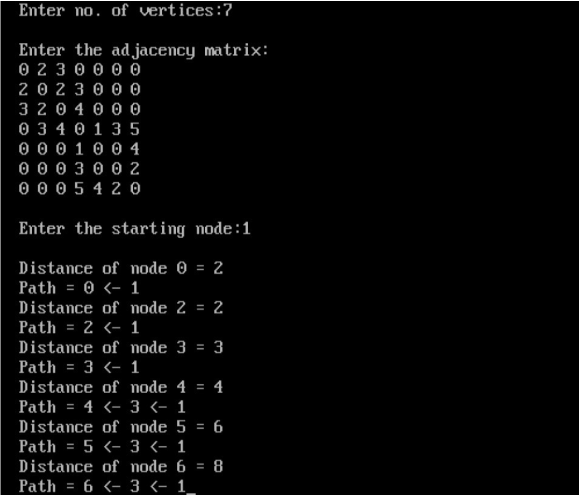 Enter no. of vertices:7
Enter the adjacency matrix:
0 2 3 0 0 0 0
2 0 2 3 0 0 0
3 2 0 4 0 0 0
0 3 4 0 1 3 5
0 0 0 1 0 0 4
0 0 0 3 0 0 2
0 0 0 5 4 2 0
Enter the starting node:1
Distance of node 0 = 2
Path = 0 <- 1
Distance of node 2 = 2
Path = 2 <- 1
Distance of node 3 = 3
Path = 3 <- 1
Distance of node 4 = 4
Path = 4 <- 3 <- 1
Distance of node 5 = 6
Path = 5 <- 3 <- 1
Distance of node 6 = 8
Path = 6 <- 3 <- 1_